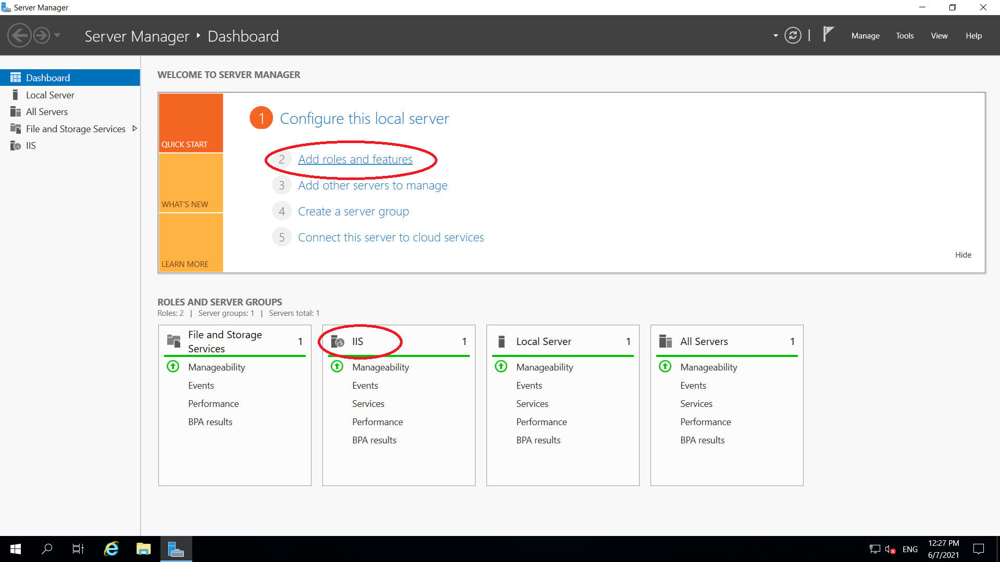 Server Manager
Server Manager ‣ Dashboard
Manage Tools View Help
Dashboard
Local Server
All Servers
File and Storage Services
IIS
WELCOME TO SERVER MANAGER
QUICK START
WHAT'S NEW
LEARN MORE
1 Configure this local server
2 Add roles and features
3 Add other servers to manage
4 Create a server group
5 Connect this server to cloud services
Hide
ROLES AND SERVER GROUPS
Roles: 2 | Server groups: 1 | Servers total: 1
File and Storage
Services 1
Manageability
Events
Performance
BPA results
IIS 1
Manageability
Events
Services
Performance
BPA results
Local Server 1
Manageability
Events
Services
Performance
BPA results
All Servers 1
Manageability
Events
Services
Performance
BPA results
ENG
12:27 PM
6/7/2021